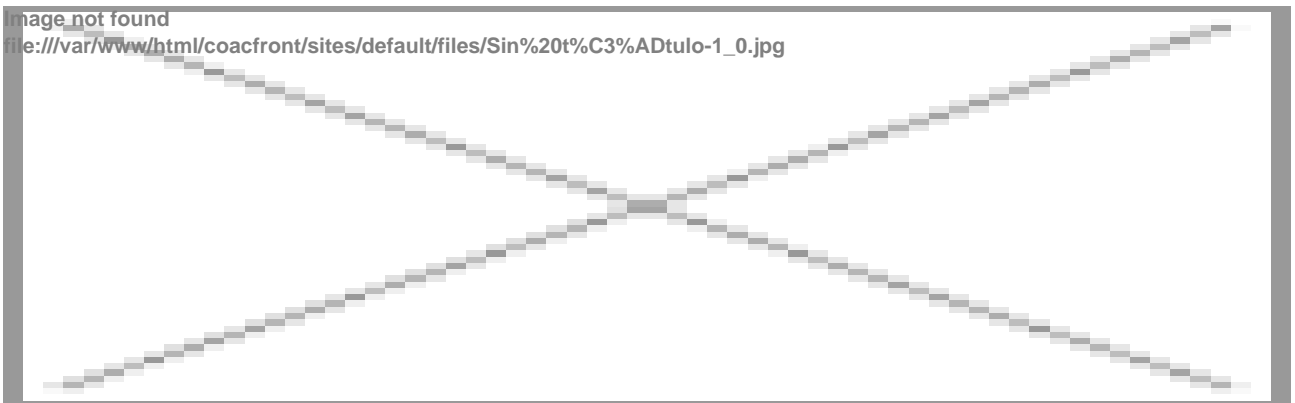 Image not found
file:///var/www/html/coacfront/sites/default/files/Sin%20t%C3%ADtulo-1_0.jpg